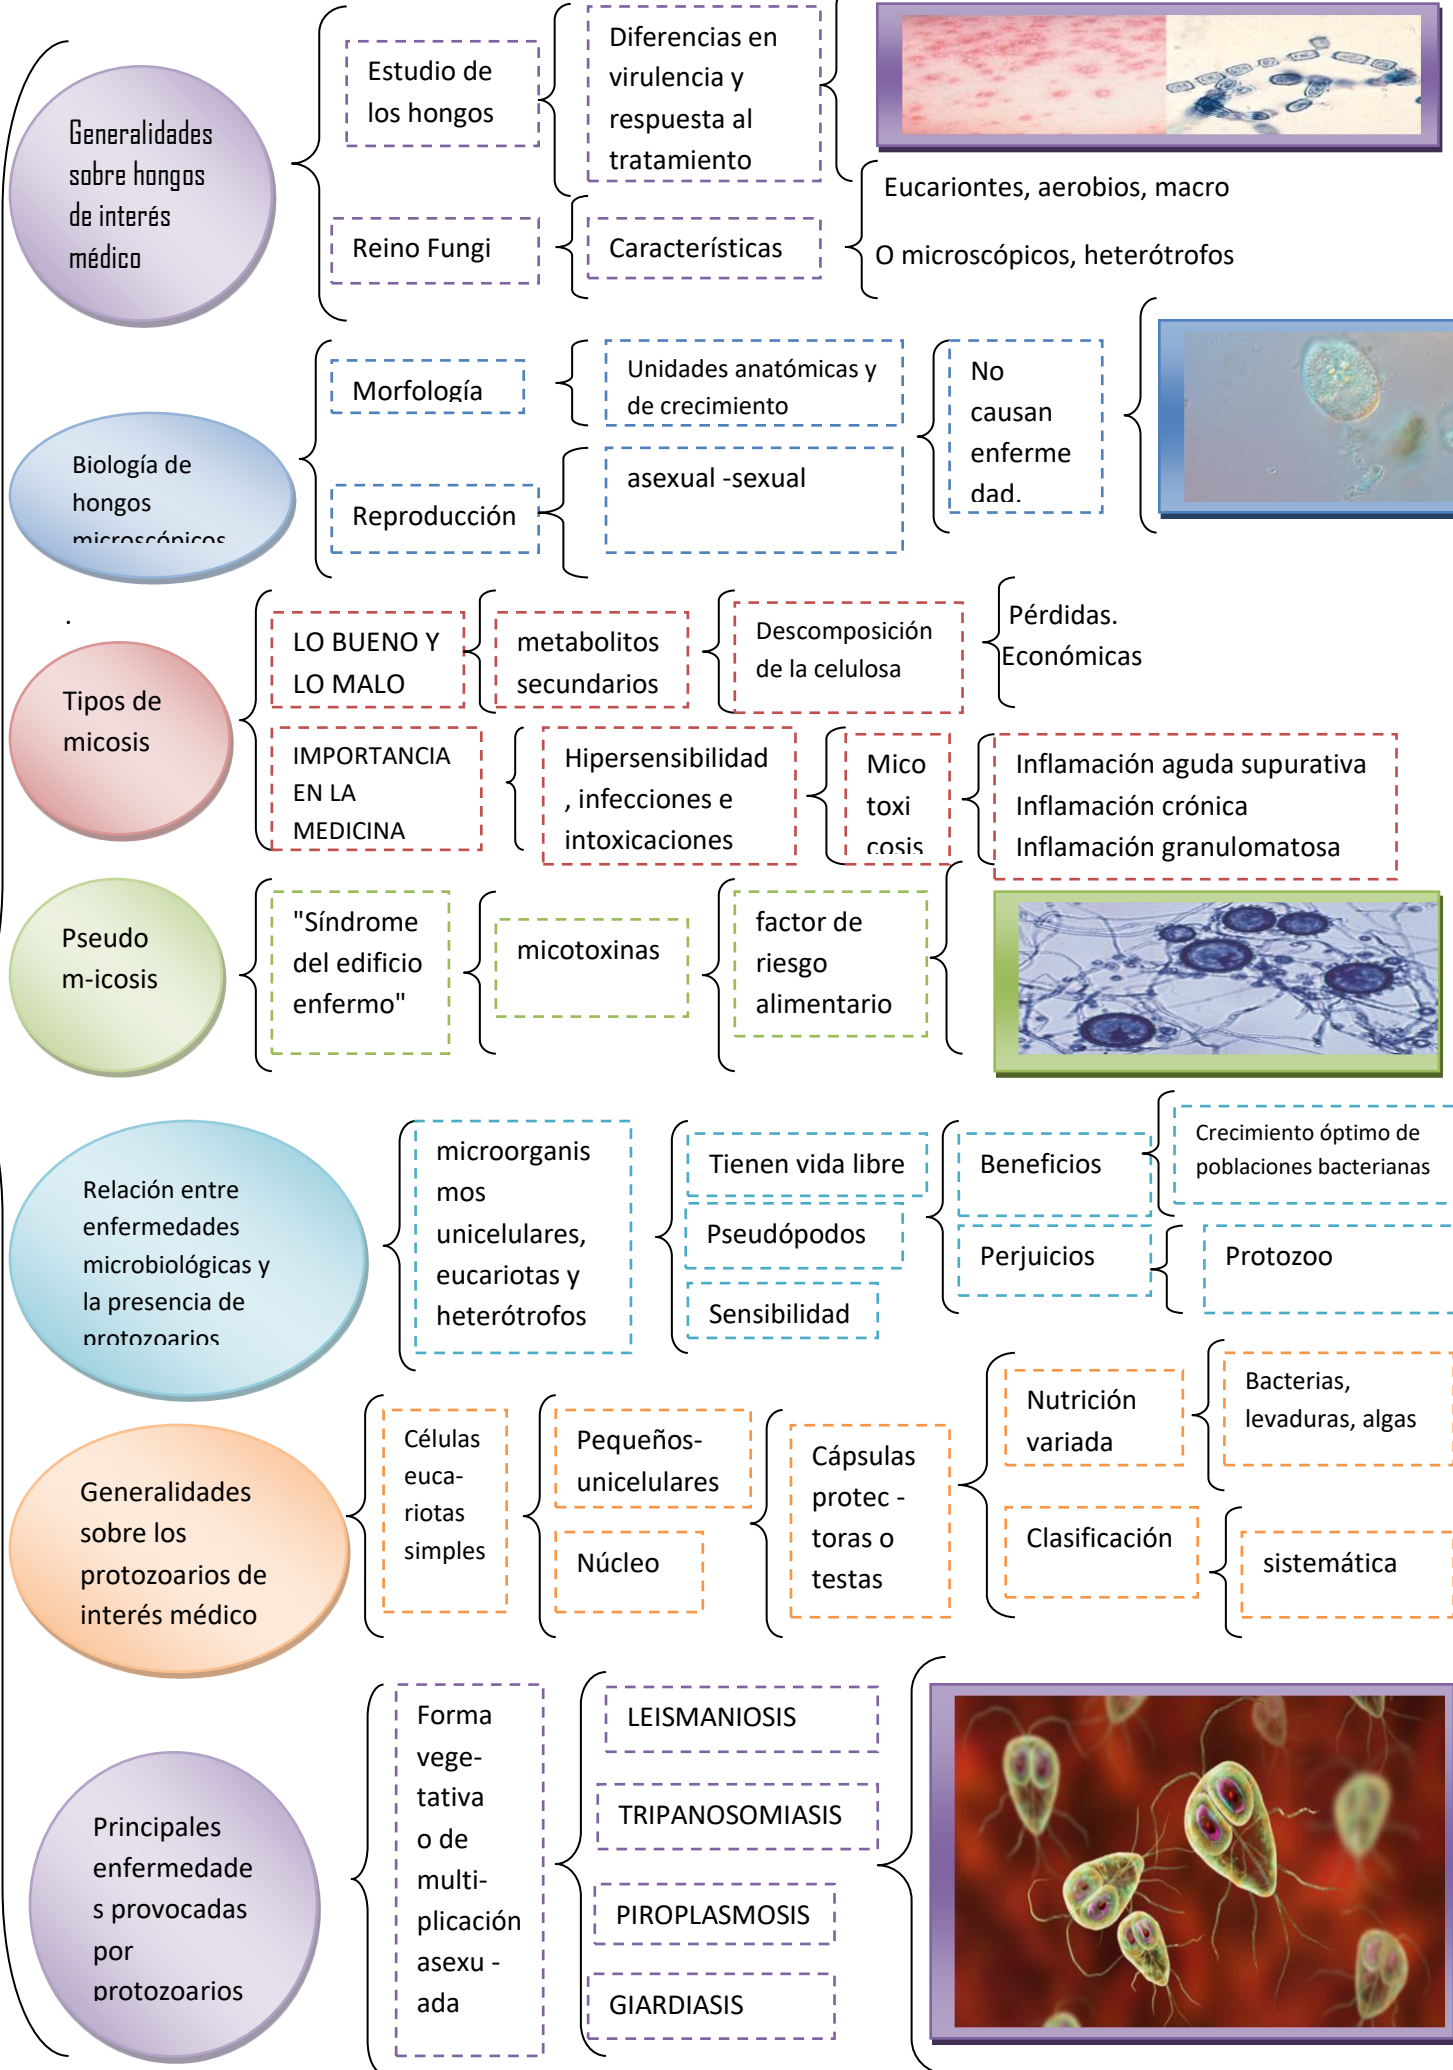 Generalidades
sobre hongos
de interés
médico
Estudio de
los hongos
Diferencias en
virulencia y
respuesta al
tratamiento
Reino Fungi
Características
Eucariontes, aerobios, macro
O microscópicos, heterótrofos
Biología de
hongos
microscópicos
Morfología
Unidades anatómicas y
de crecimiento
Reproducción
asexual -sexual
No
causan
enferme
dad.
.
Tipos de
micosis
LO BUENO Y
LO MALO
metabolitos
secundarios
Descomposición
de la celulosa
Pérdidas.
Económicas
IMPORTANCIA
EN LA
MEDICINA
Hipersensibilidad
, infecciones e
intoxicaciones
Mico
toxi
cosis
Inflamación aguda supurativa
Inflamación crónica
Inflamación granulomatosa
Pseudo
m-icosis
"Síndrome
del edificio
enfermo"
micotoxinas
factor de
riesgo
alimentario
Relación entre
enfermedades
microbiológicas y
la presencia de
protozoarios
microorganis
mos
unicelulares,
eucariotas y
heterótrofos
Tienen vida libre
Pseudópodos
Sensibilidad
Beneficios
Crecimiento óptimo de
poblaciones bacterianas
Perjuicios
Protozoo
Generalidades
sobre los
protozoarios de
interés médico
Células
euca-
riotas
simples
Pequeños-
unicelulares
Núcleo
Cápsulas
protec -
toras o
testas
Nutrición
variada
Bacterias,
levaduras, algas
Clasificación
sistemática
Principales
enfermedade
s provocadas
por
protozoarios
Forma
vege-
tativa
o de
multi-
plicación
asexu -
ada
LEISMANIOSIS
TRIPANOSOMIASIS
PIROPLASMOSIS
GIARDIASIS